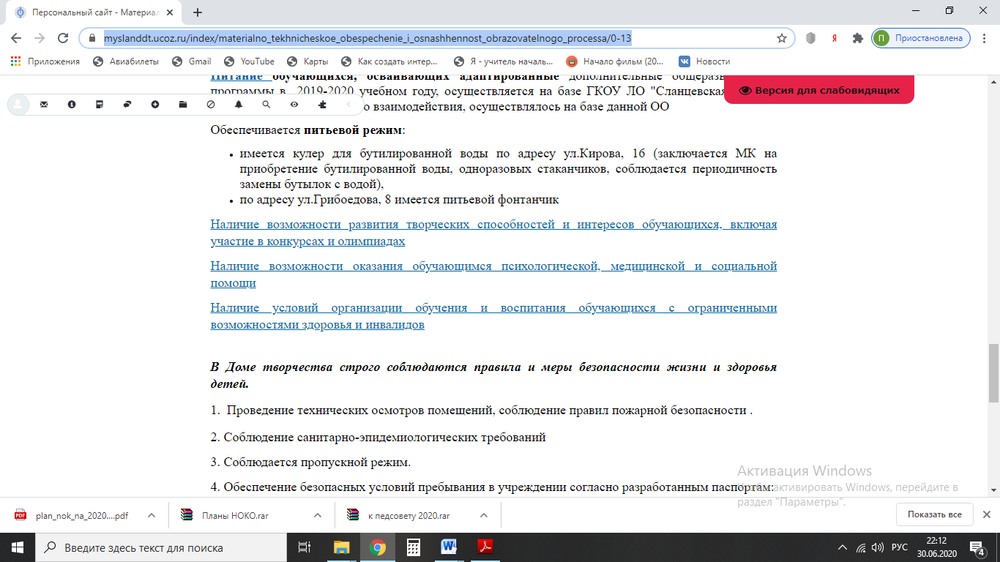 Персональный сайт - Материал
myslanddt.ucoz.ru/index/materialno_tekhnicheskoe_obespechenie_i_osnashhennost_obrazovatelnogo_processa/0-13
Я
П Приостановлена
Приложения Авиабилеты Gmail YouTube Карты Как создать интер... Я - учитель началь... Начало фильм (20... Новости
Питание обучающихся, осваивающих адаптированные дополнительные
Версия для слабовидящих
программы в 2019-2020 учебном году, осуществляется на базе ГКОУ ЛО "Сланцевская
о взаимодействия, осуществлялось на базе данной ОО
Обеспечивается питьевой режим:
• имеется кулер для бутилированной воды по адресу ул.Кирова, 16 (заключается МК на
приобретение бутилированной воды, одноразовых стаканчиков, соблюдается периодичность
замены бутылок с водой),
• по адресу ул.Грибоедова, 8 имеется питьевой фонтанчик
Наличие возможности развития творческих способностей и интересов обучающихся, включая
участие в конкурсах и олимпиадах
Наличие возможности оказания обучающимся психологической, медицинской и социальной
помощи
Наличие условий организации обучения и воспитания обучающихся с ограниченными
возможностями здоровья и инвалидов
В Доме творчества строго соблюдаются правила и меры безопасности жизни и здоровья
детей.
1. Проведение технических осмотров помещений, соблюдение правил пожарной безопасности .
2. Соблюдение санитарно-эпидемиологических требований
3. Соблюдается пропускной режим.
4. Обеспечение безопасных условий пребывания в учреждении согласно разработанным паспортам:
Активация Windows
Чтобы активировать Windows, перейдите в
раздел "Параметры".
PDF plan_nok_na_2020....pdf Планы НОКО.rar к педсовету 2020.rar Показать все
Введите здесь текст для поиска
РУС
22:12
30.06.2020
4